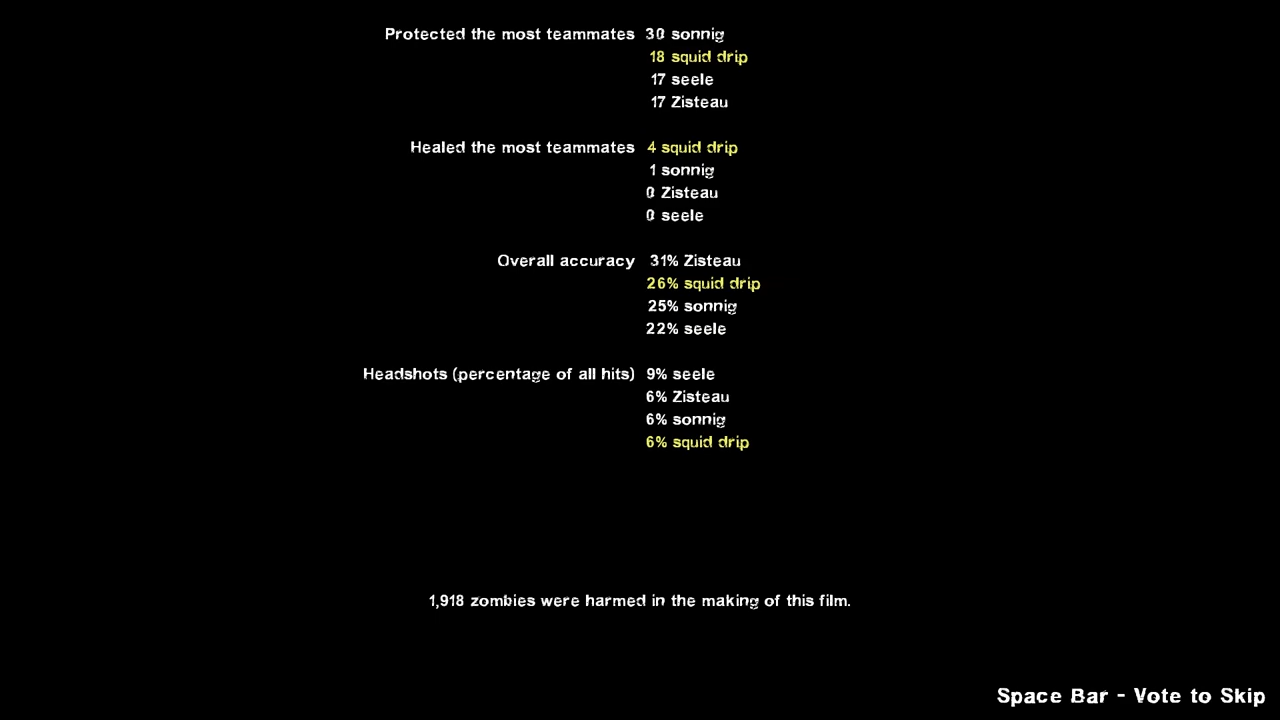 Protected the most teammates 30 sonnig
18 squid drip
17 seele
17 Zisteau
Healed the most teammates 4 squid drip
1 sonnig
0 Zisteau
0 seele
Overall accuracy 31% Zisteau
26% squid drip
25% sonnig
22% seele
Headshots (percentage of all hits) 9% seele
6% Zisteau
6% sonnig
6% squid drip
1,918 zombies were harmed in the making of this film.
Space Bar - Vote to Skip